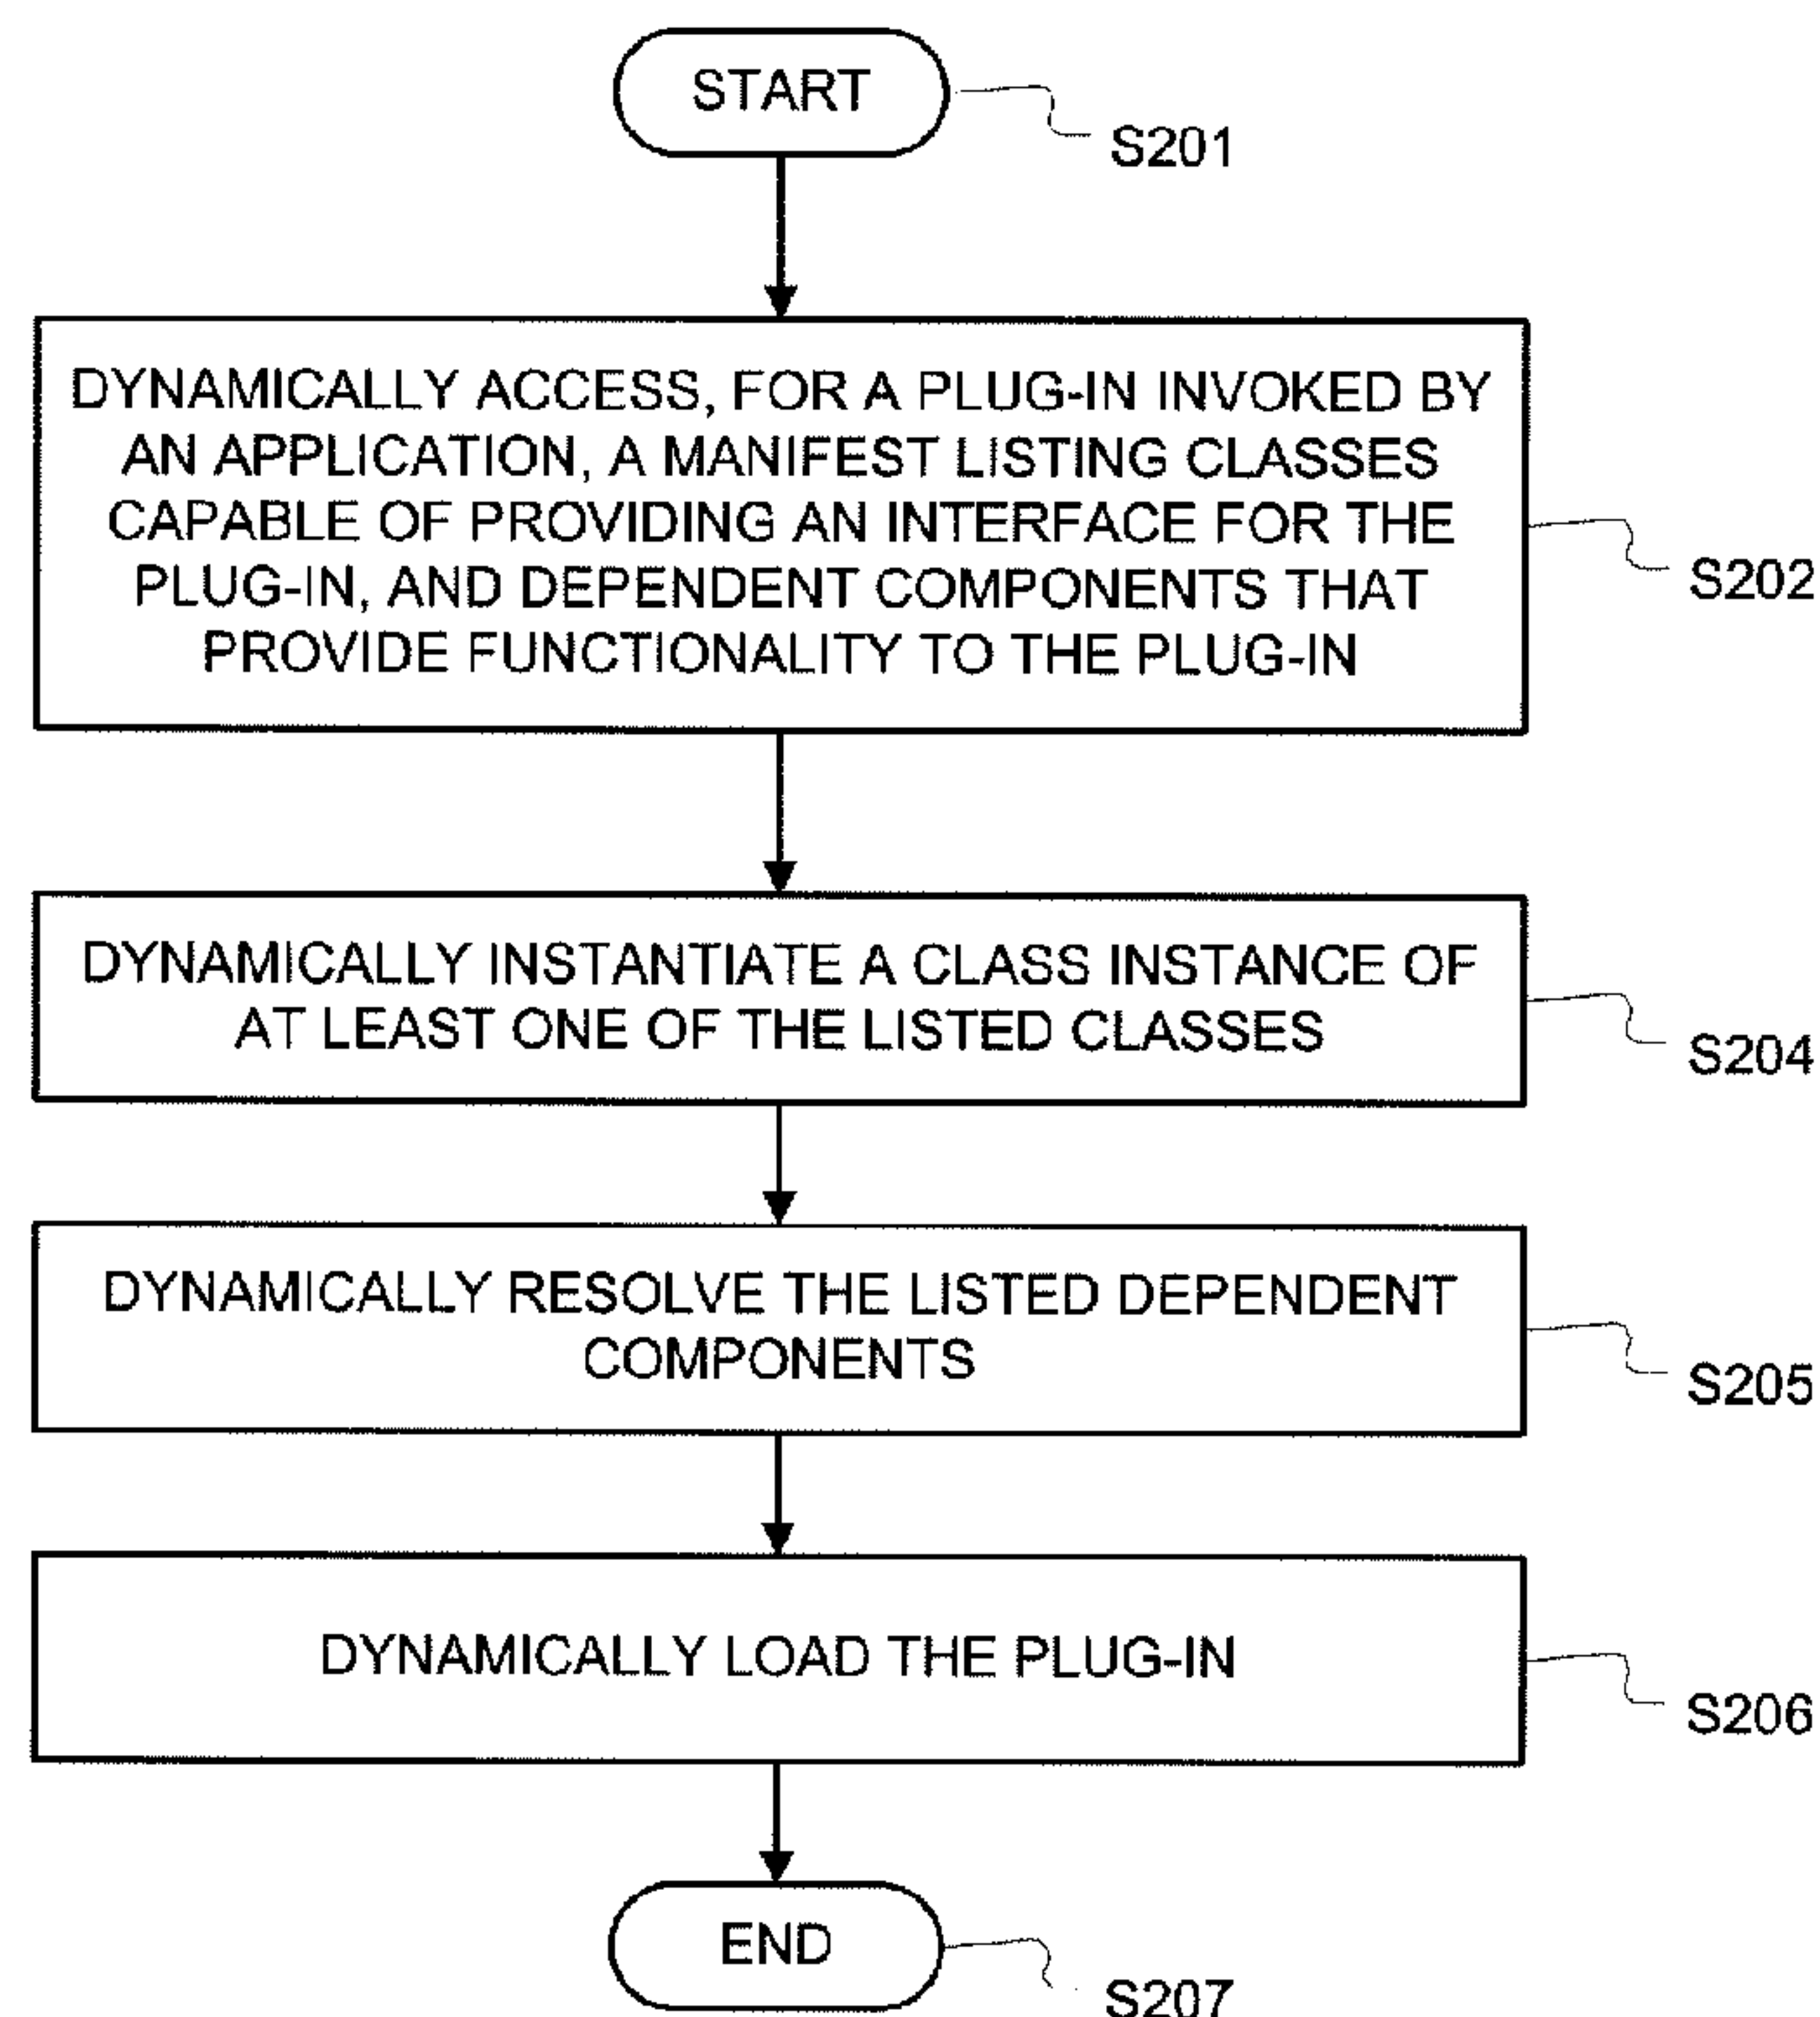 START
S201
DYNAMICALLY ACCESS, FOR A PLUG-IN INVOKED BY
AN APPLICATION, A MANIFEST LISTING CLASSES
CAPABLE OF PROVIDING AN INTERFACE FOR THE
PLUG-IN, AND DEPENDENT COMPONENTS THAT
PROVIDE FUNCTIONALITY TO THE PLUG-IN
S202
DYNAMICALLY INSTANTIATE A CLASS INSTANCE OF
AT LEAST ONE OF THE LISTED CLASSES
S204
DYNAMICALLY RESOLVE THE LISTED DEPENDENT
COMPONENTS
S205
DYNAMICALLY LOAD THE PLUG-IN
S206
END
S207